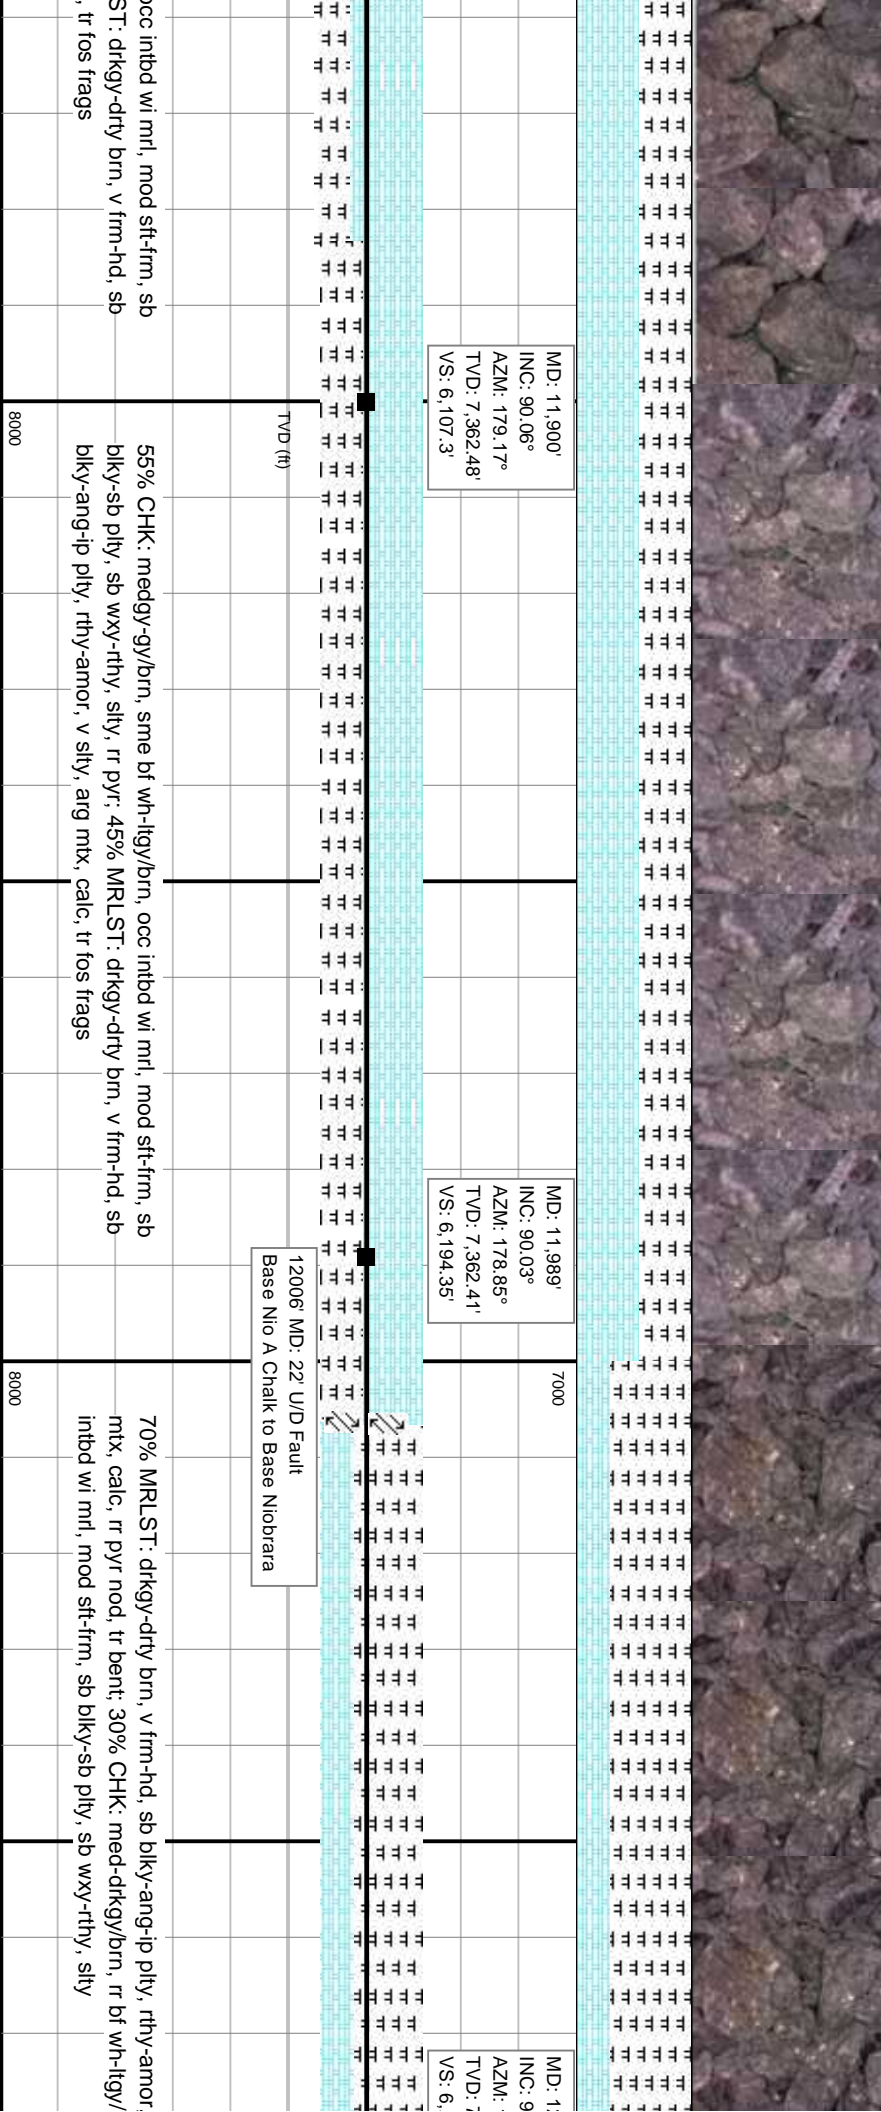 occ intbd wi mrl, mod sft-frm, sb
ST: drkgy-drty brn, v frm-hd, sb
, tr fos frags
MD: 11,900'
INC: 90.06°
AZM: 179.17°
TVD: 7,362.48'
VS: 6,107.3'
TVD (ft)
8000
55% CHK: medgy-gy/brn, sme bf wh-ltgy/brn, occ intbd wi mrl, mod sft-frm, sb
blky-sb plty, sb wxy-rthy, slty, rr pyr; 45% MRLST: drkgy-drty brn, v frm-hd, sb
blky-ang-ip plty, rthy-amor, v slty, arg mtx, calc, tr fos frags
MD: 11,989'
INC: 90.03°
AZM: 178.85°
TVD: 7,362.41'
VS: 6,194.35'
12006' MD: 22' U/D Fault
Base Nio A Chalk to Base Niobrara
7000
8000
70% MRLST: drkgy-drty brn, v frm-hd, sb blky-ang-ip plty, rthy-amor,
mtx, calc, rr pyr nod, tr bent; 30% CHK: med-drkgy/brn, rr bf wh-ltgy/
intbd wi mrl, mod sft-frm, sb blky-sb plty, sb wxy-rthy, slty
MD:
INC: 9
AZM:
TVD: 7
VS: 6,